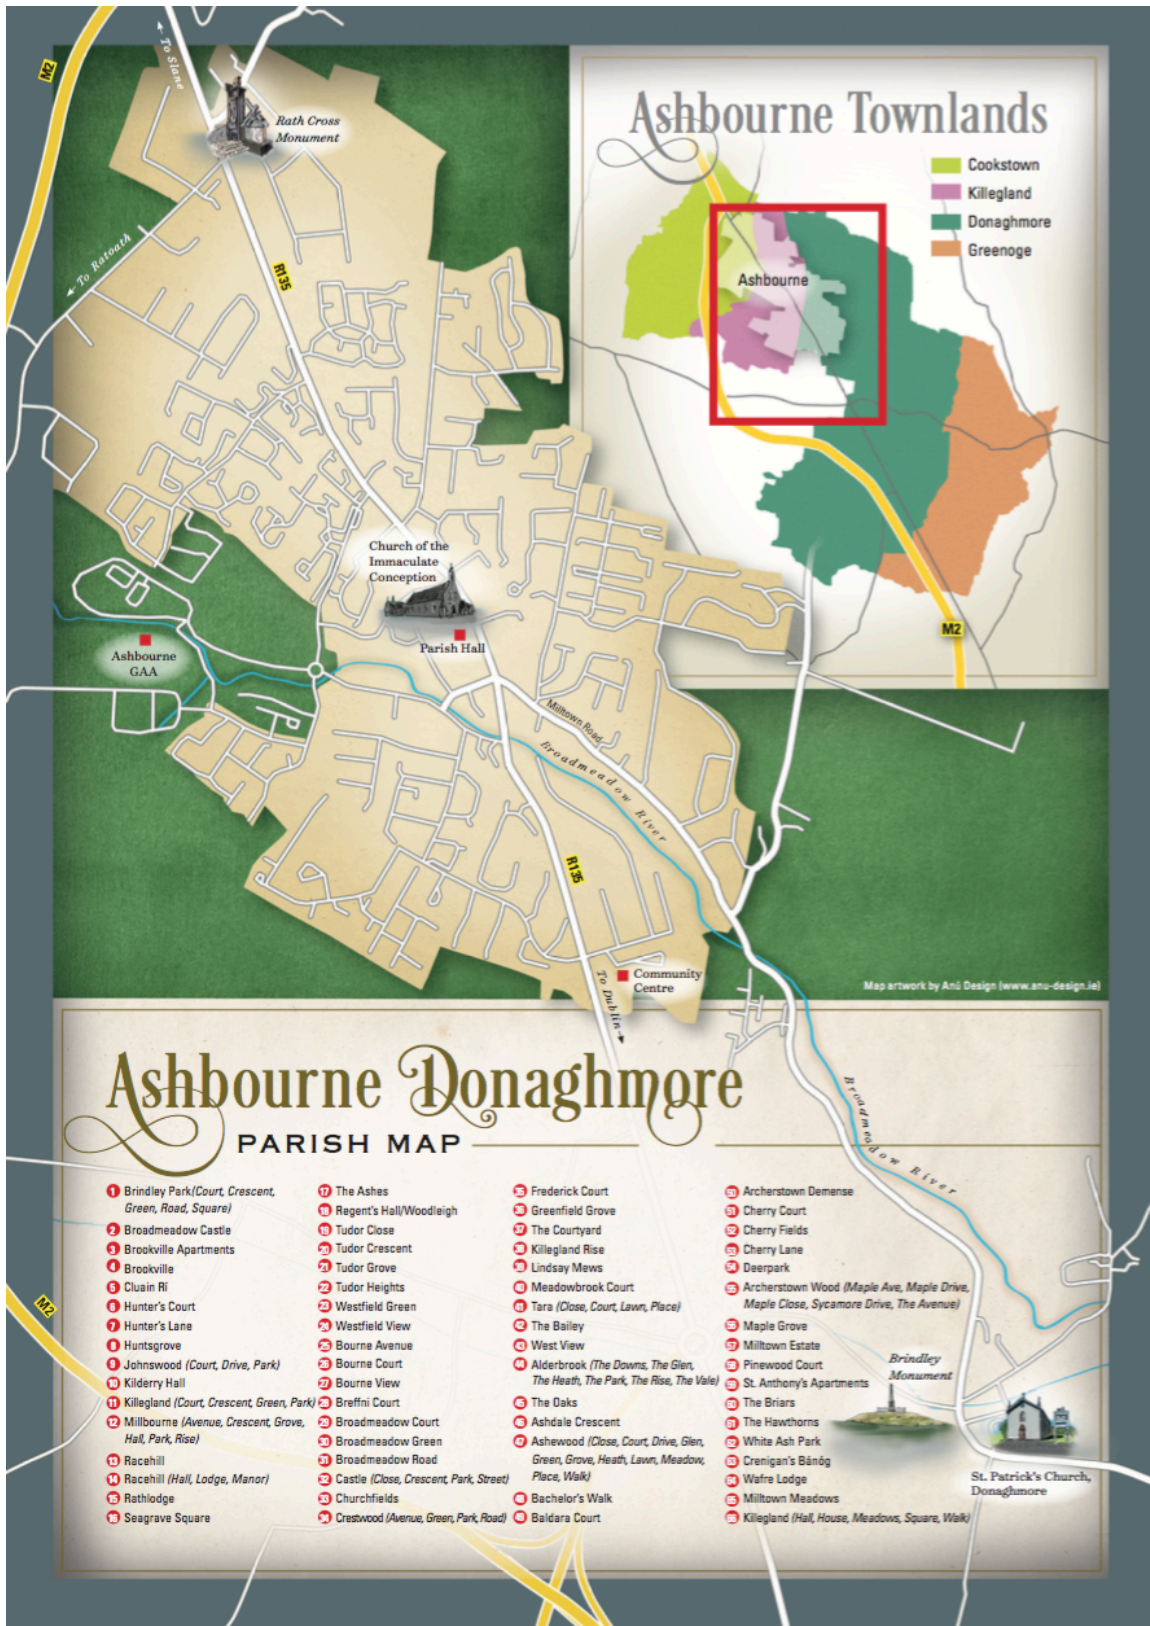 M2
To Slane
Rath Cross
Monument
To Ratoath
R135
Ashbourne Townlands
Cookstown
Killegland
Donaghmore
Greenoge
Ashbourne
M2
Church of the
Immaculate
Conception
Parish Hall
Ashbourne
GAA
Milltown Road
Broadmeadow River
R135
To Dublin
Community
Centre
Map artwork by Anú Design (www.anu-design.ie)
Ashbourne Donaghmore
PARISH MAP
Broadmeadow River
M2
1 Brindley Park(Court, Crescent,
Green, Road, Square)
2 Broadmeadow Castle
3 Brookville Apartments
4 Brookville
5 Cluain Rí
6 Hunter's Court
7 Hunter's Lane
8 Huntsgrove
9 Johnswood (Court, Drive, Park)
10 Kilderry Hall
11 Killegland (Court, Crescent, Green, Park)
12 Millbourne (Avenue, Crescent, Grove,
Hall, Park, Rise)
13 Racehill
14 Racehill (Hall, Lodge, Manor)
15 Rathlodge
16 Seagrave Square
17 The Ashes
18 Regent's Hall/Woodleigh
19 Tudor Close
20 Tudor Crescent
21 Tudor Grove
22 Tudor Heights
23 Westfield Green
24 Westfield View
25 Bourne Avenue
26 Bourne Court
27 Bourne View
28 Breffni Court
29 Broadmeadow Court
30 Broadmeadow Green
31 Broadmeadow Road
32 Castle (Close, Crescent, Park, Street)
33 Churchfields
34 Crestwood (Avenue, Green, Park, Road)
35 Frederick Court
36 Greenfield Grove
37 The Courtyard
38 Killegland Rise
39 Lindsay Mews
40 Meadowbrook Court
41 Tara (Close, Court, Lawn, Place)
42 The Bailey
43 West View
44 Alderbrook (The Downs, The Glen,
The Heath, The Park, The Rise, The Vale)
45 The Oaks
46 Ashdale Crescent
47 Ashewood (Close, Court, Drive, Glen,
Green, Grove, Heath, Lawn, Meadow,
Place, Walk)
48 Bachelor's Walk
49 Baldara Court
50 Archerstown Demense
51 Cherry Court
52 Cherry Fields
53 Cherry Lane
54 Deerpark
55 Archerstown Wood (Maple Ave, Maple Drive,
Maple Close, Sycamore Drive, The Avenue)
56 Maple Grove
57 Milltown Estate
58 Pinewood Court
59 St. Anthony's Apartments
60 The Briars
61 The Hawthorns
62 White Ash Park
63 Crenigan's Bánóg
64 Wafre Lodge
65 Milltown Meadows
66 Killegland (Hall, House, Meadows, Square, Walk)
Brindley
Monument
St. Patrick's Church,
Donaghmore